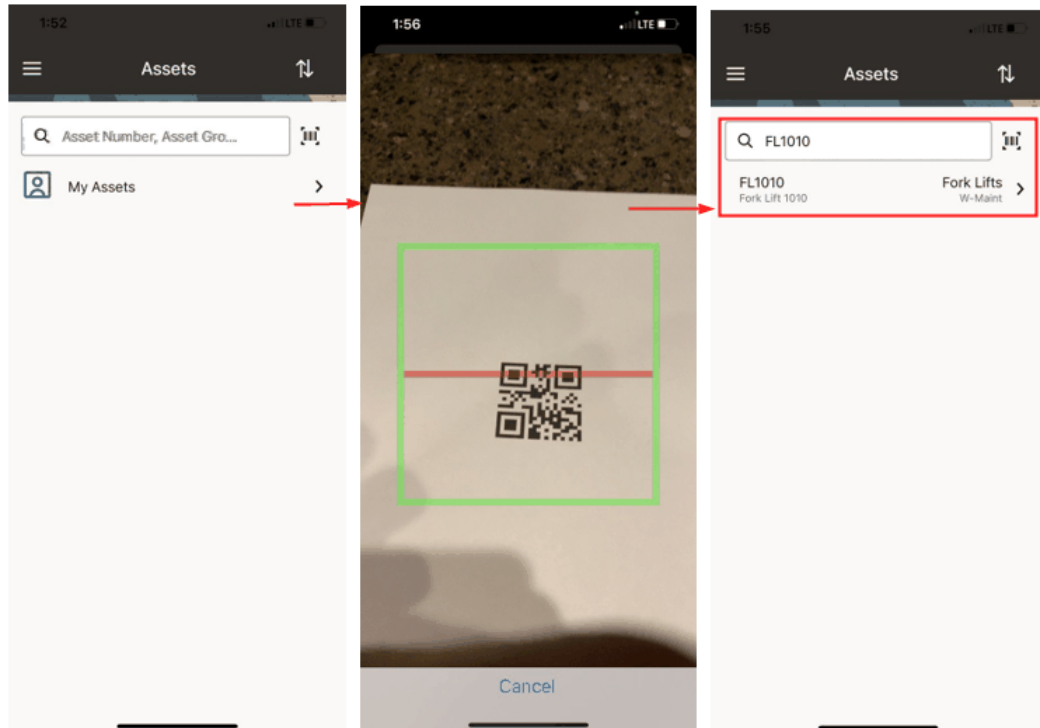 1:52
LTE
Assets
Asset Number, Asset Gro...
My Assets
1:56
LTE
Cancel
1:55
LTE
Assets
FL1010
FL1010
Fork Lifts
Fork Lift 1010
W-Maint